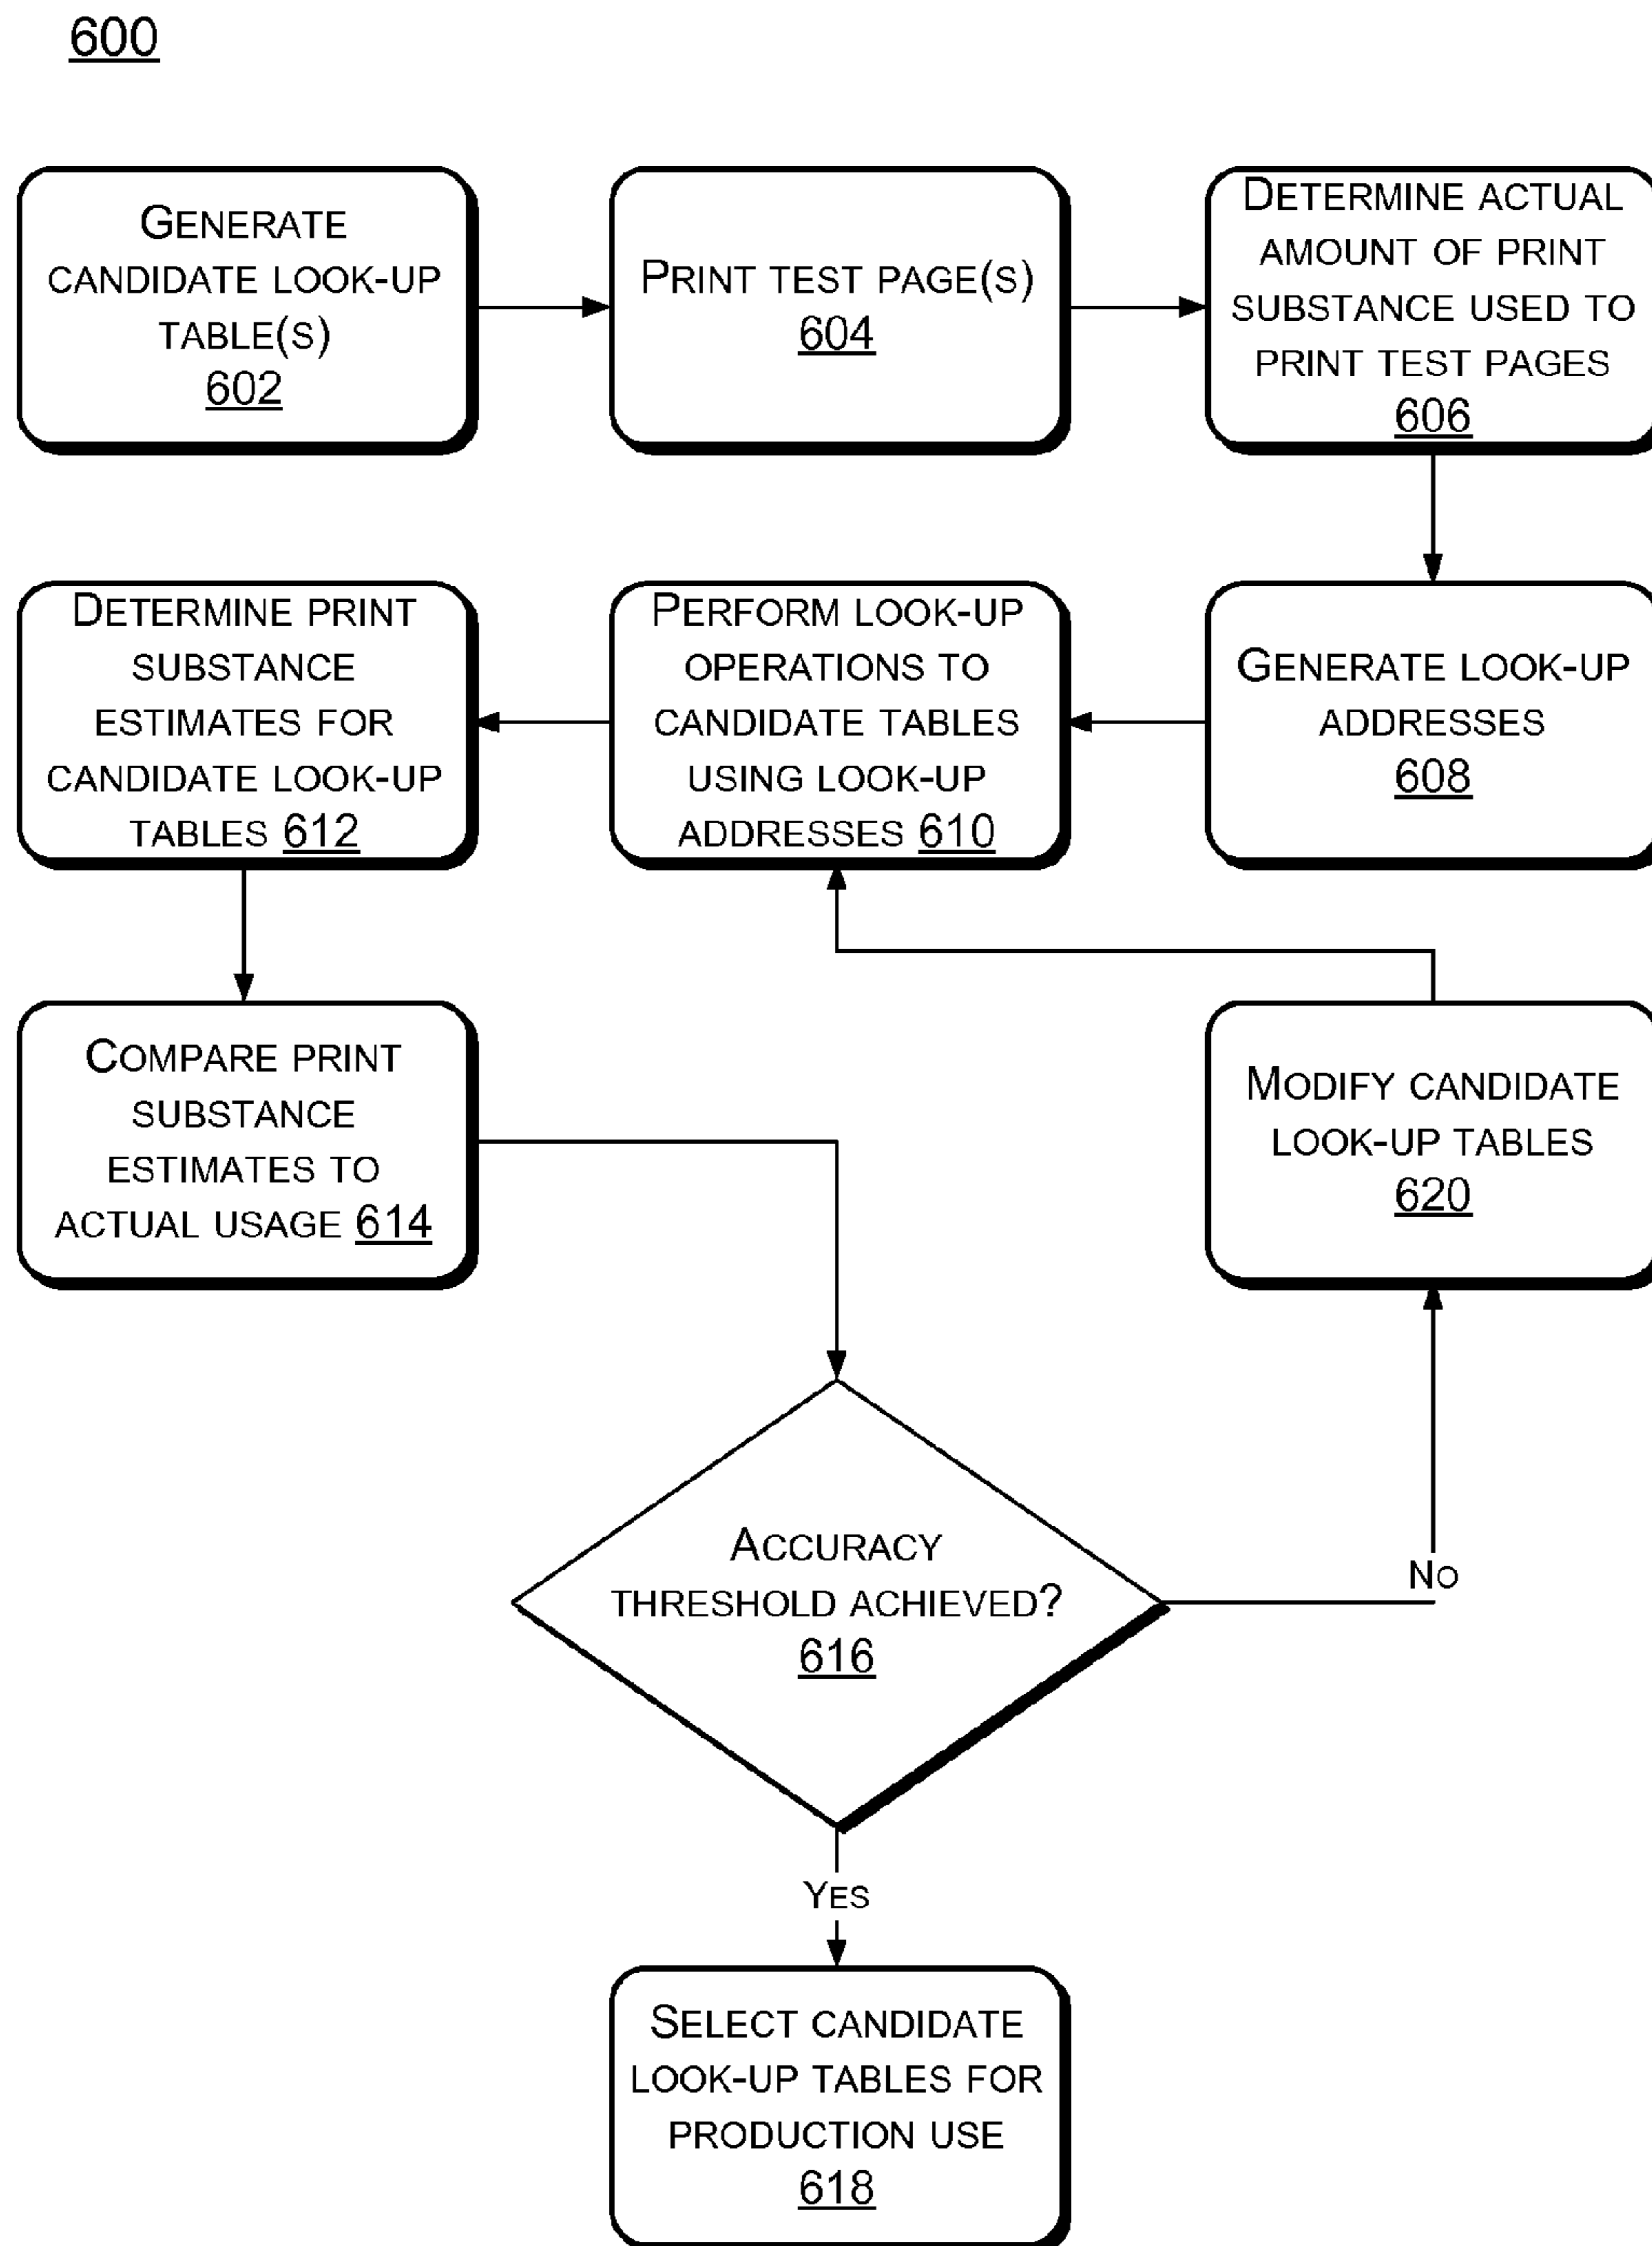 600
GENERATE
CANDIDATE LOOK-UP
TABLE(S)
602
PRINT TEST PAGE(S)
604
DETERMINE ACTUAL
AMOUNT OF PRINT
SUBSTANCE USED TO
PRINT TEST PAGES
606
GENERATE LOOK-UP
ADDRESSES
608
PERFORM LOOK-UP
OPERATIONS TO
CANDIDATE TABLES
USING LOOK-UP
ADDRESSES 610
DETERMINE PRINT
SUBSTANCE
ESTIMATES FOR
CANDIDATE LOOK-UP
TABLES 612
COMPARE PRINT
SUBSTANCE
ESTIMATES TO
ACTUAL USAGE 614
ACCURACY
THRESHOLD ACHIEVED?
616
NO
MODIFY CANDIDATE
LOOK-UP TABLES
620
YES
SELECT CANDIDATE
LOOK-UP TABLES FOR
PRODUCTION USE
618